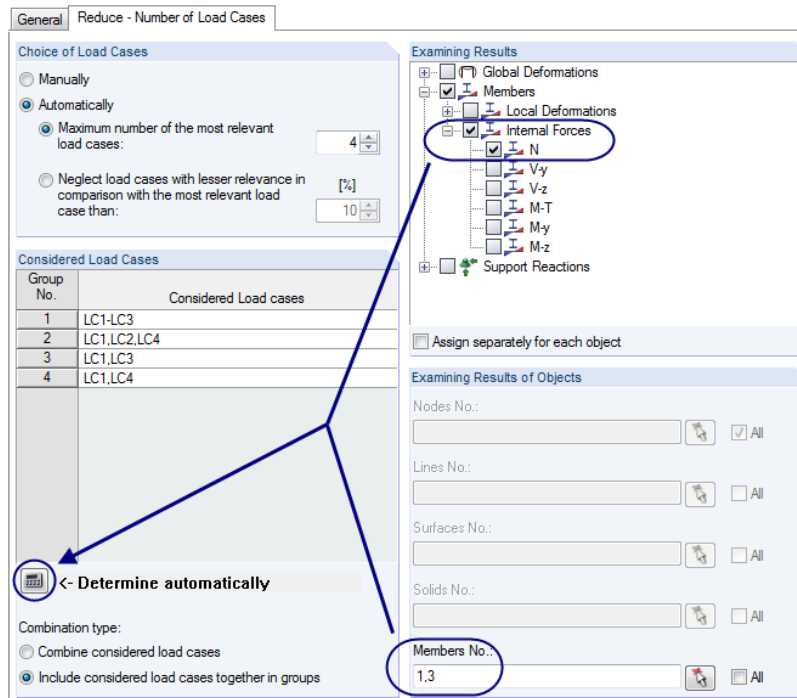 General
Reduce - Number of Load Cases
Choice of Load Cases
Manually
Automatically
Maximum number of the most relevant
load cases:
4
Neglect load cases with lesser relevance in
comparison with the most relevant load
case than:
[%]
10
Considered Load Cases
Group
No.
Considered Load cases
1 LC1-LC3
2 LC1,LC2,LC4
3 LC1,LC3
4 LC1,LC4
<- Determine automatically
Combination type:
Combine considered load cases
Include considered load cases together in groups
Examining Results
Global Deformations
Members
Local Deformations
Internal Forces
N
V-y
V-z
M-T
M-y
M-z
Support Reactions
Assign separately for each object
Examining Results of Objects
Nodes No.:
All
Lines No.:
All
Surfaces No.:
All
Solids No.:
All
Members No.:
1,3
All